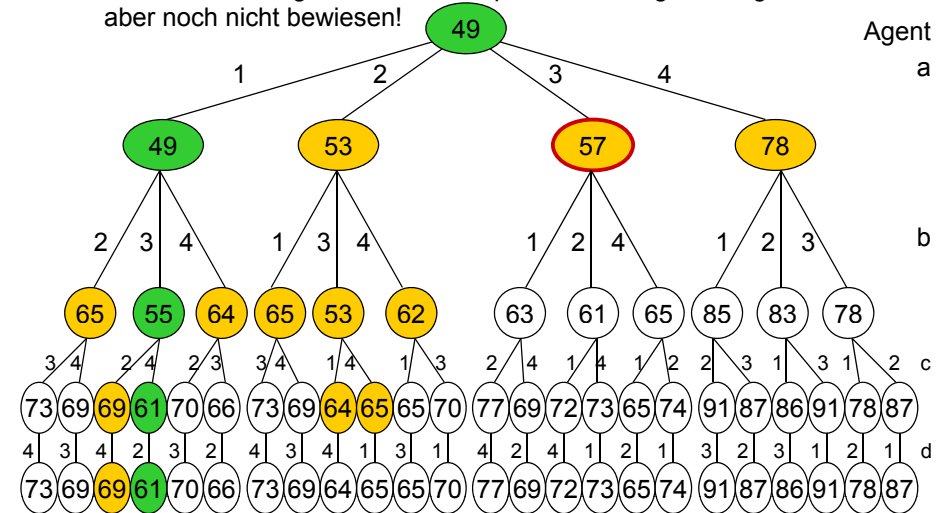 aber noch nicht bewiesen!
49
Agent
1 2 3 4 a
49 53 57 78
2 3 4 1 3 4 1 2 4 1 2 3 b
65 55 64 65 53 62 63 61 65 85 83 78
3 4 2 4 2 3 3 4 1 4 1 3 2 4 1 4 1 2 2 3 1 3 1 2 c
73 69 69 61 70 66 73 69 64 65 65 70 77 69 72 73 65 74 91 87 86 91 78 87
4 3 4 2 3 2 4 3 4 1 3 1 4 2 4 1 2 1 3 2 3 1 2 1 d
73 69 69 61 70 66 73 69 64 65 65 70 77 69 72 73 65 74 91 87 86 91 78 87